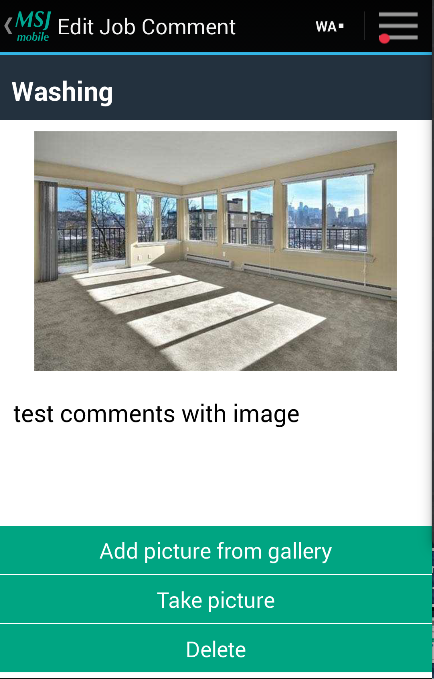 MSJ
mobile
Edit Job Comment
WA
Washing
test comments with image
Add picture from gallery
Take picture
Delete